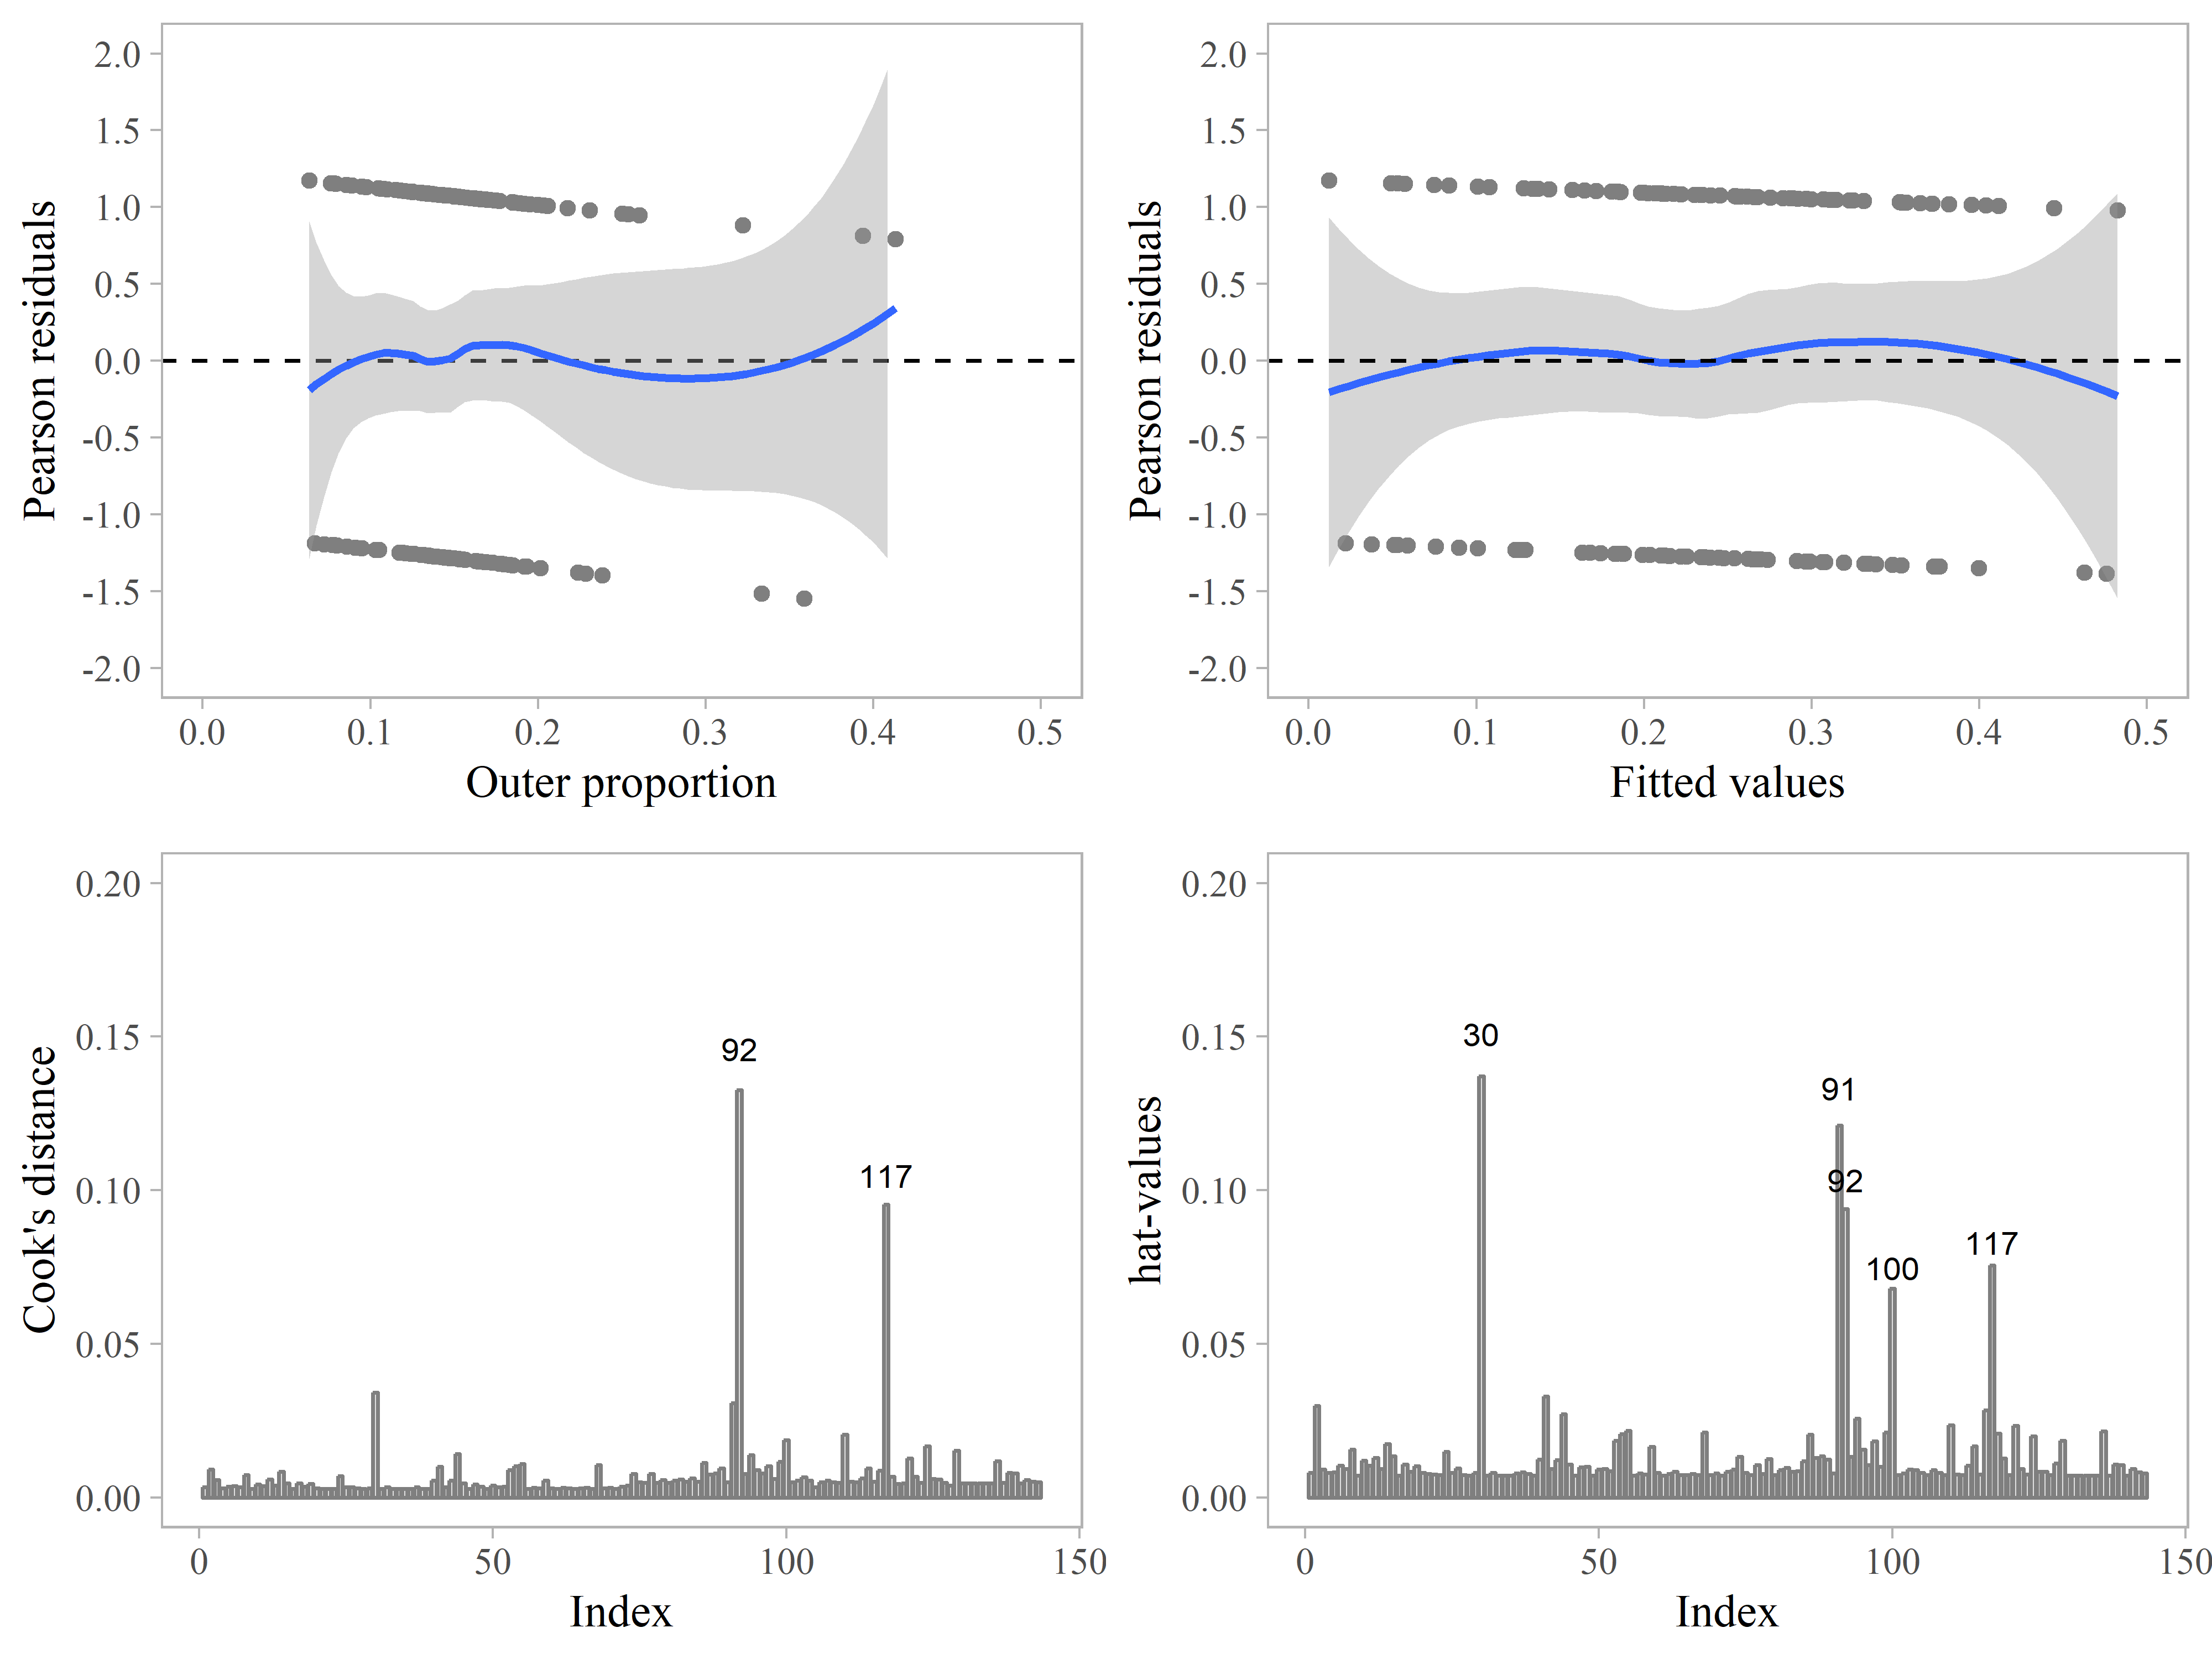 Pearson residuals
2.0
1.5
1.0
0.5
0.0
-0.5
-1.0
-1.5
-2.0
0.0 0.1 0.2 0.3 0.4 0.5
Outer proportion
Pearson residuals
2.0
1.5
1.0
0.5
0.0
-0.5
-1.0
-1.5
-2.0
0.0 0.1 0.2 0.3 0.4 0.5
Fitted values
Cook's distance
0.20
0.15
0.10
0.05
0.00
92
117
0 50 100 150
Index
hat-values
0.20
0.15
0.10
0.05
0.00
30
91
92
117
100
0 50 100 150
Index